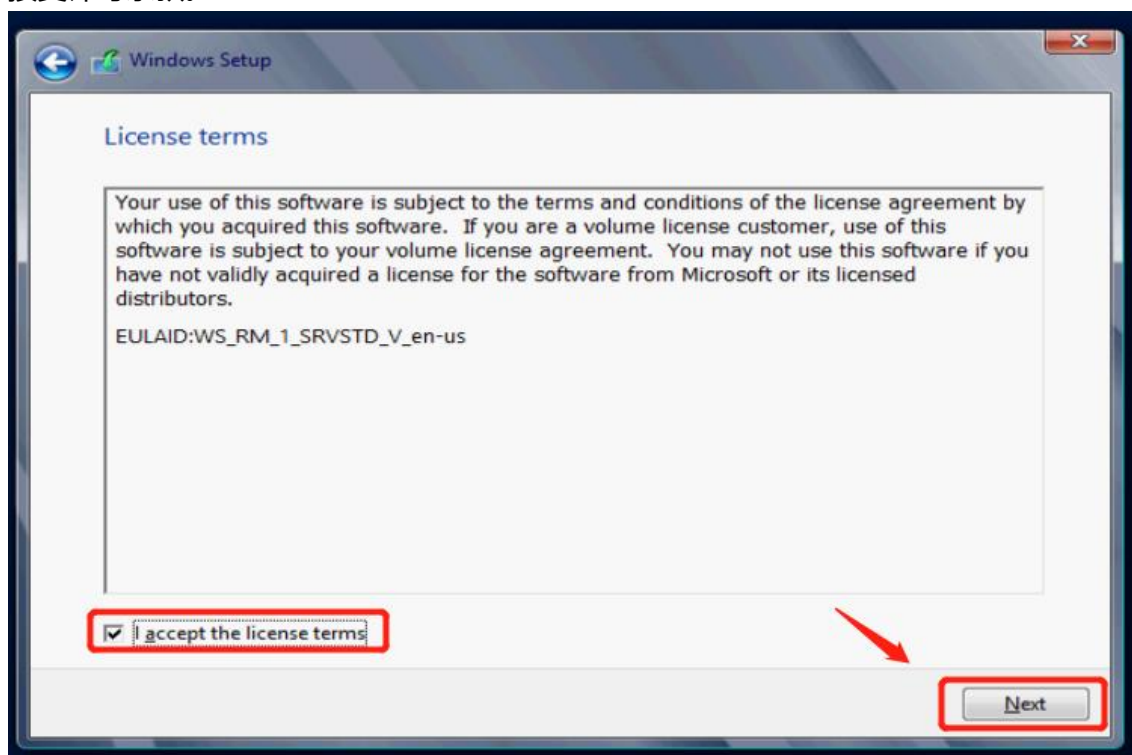 Windows Setup
License terms
Your use of this software is subject to the terms and conditions of the license agreement by
which you acquired this software.  If you are a volume license customer, use of this
software is subject to your volume license agreement.  You may not use this software if you
have not validly acquired a license for the software from Microsoft or its licensed
distributors.
EULAID:WS_RM_1_SRVSTD_V_en-us
I accept the license terms
Next